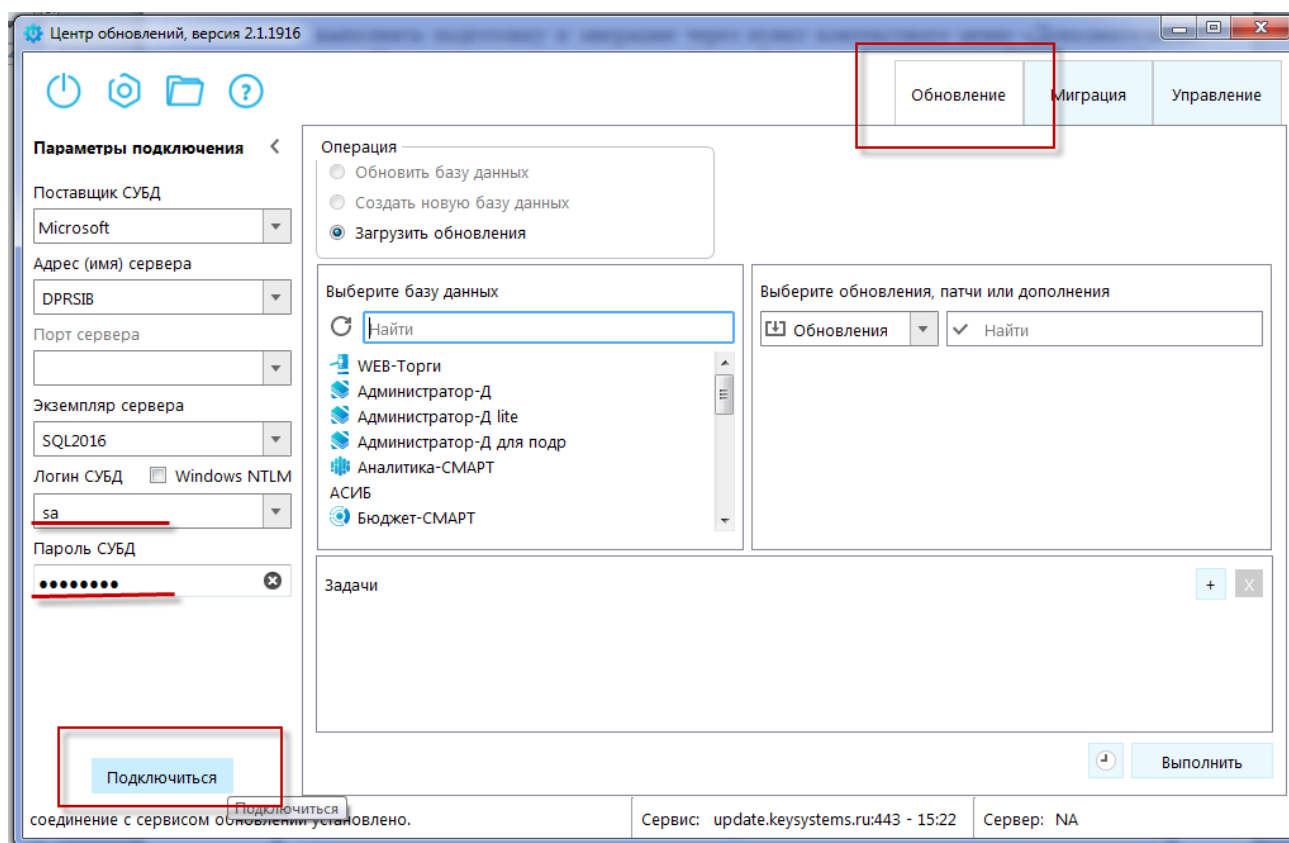 Центр обновлений, версия 2.1.1916
Обновление
Миграция
Управление
Параметры подключения
Поставщик СУБД
Microsoft
Адрес (имя) сервера
DPRSIB
Порт сервера
Экземпляр сервера
SQL2016
Логин СУБД
Windows NTLM
sa
Пароль СУБД
••••••••
Подключиться
Подключиться
Операция
Обновить базу данных
Создать новую базу данных
Загрузить обновления
Выберите базу данных
Найти
WEB-Торги
Администратор-Д
Администратор-Д lite
Администратор-Д для подр
Аналитика-СМАРТ
АСИБ
Бюджет-СМАРТ
Выберите обновления, патчи или дополнения
Обновления
Найти
Задачи
+ X
Выполнить
соединение с сервисом обновлений установлено.
Сервис: update.keysystems.ru:443 - 15:22
Сервер: NA